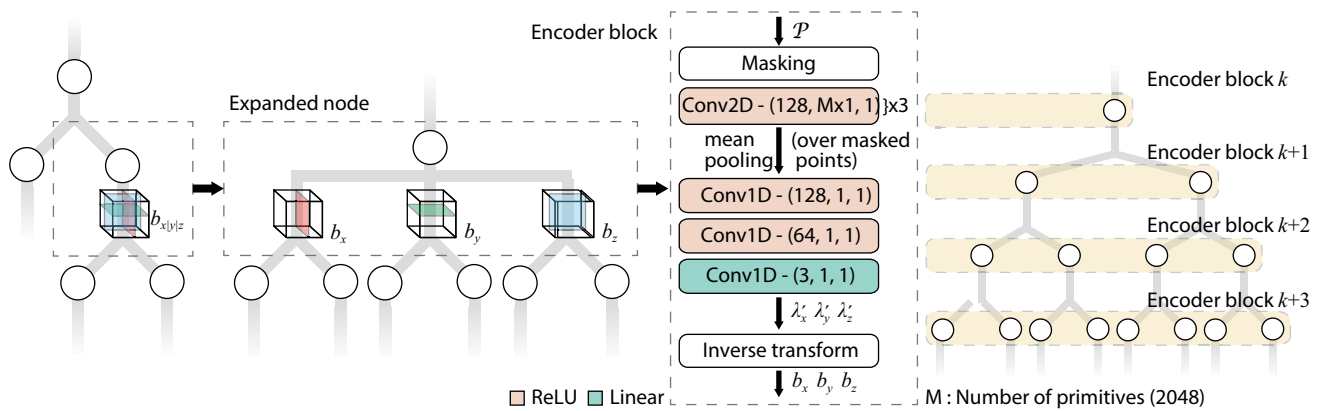 Encoder block
𝒫
Masking
Conv2D - (128, Mx1, 1) }x3
mean pooling
(over masked points)
Conv1D - (128, 1, 1)
Conv1D - (64, 1, 1)
Conv1D - (3, 1, 1)
λ′x λ′y λ′z
Inverse transform
bx by bz
Expanded node
bx|y|z
bx
by
bz
ReLU
Linear
Encoder block k
Encoder block k+1
Encoder block k+2
Encoder block k+3
M : Number of primitives (2048)